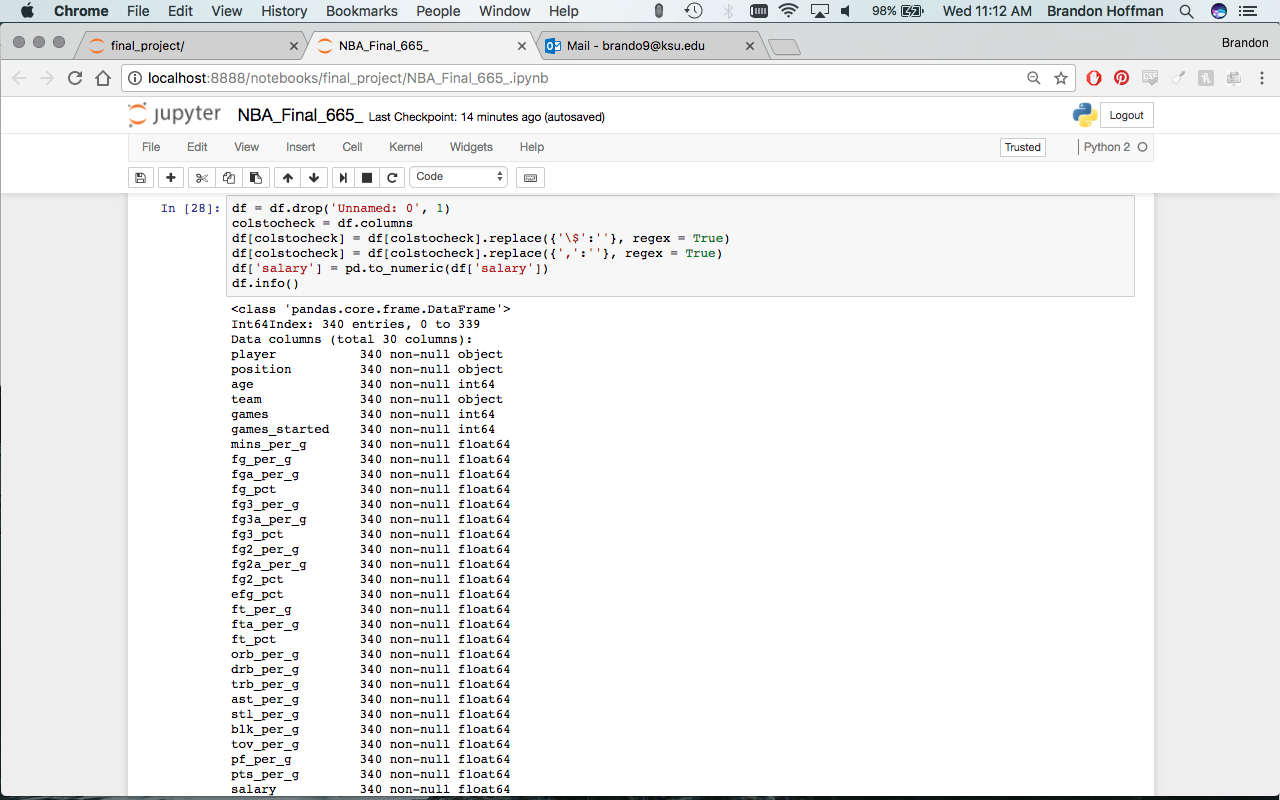 Chrome File Edit View History Bookmarks People Window Help 98% Wed 11:12 AM Brandon Hoffman
final_project/ NBA_Final_665_ Mail - brando9@ksu.edu Brandon
localhost:8888/notebooks/final_project/NBA_Final_665_.ipynb
jupyter NBA_Final_665_ Last Checkpoint: 14 minutes ago (autosaved) Logout
File Edit View Insert Cell Kernel Widgets Help Trusted Python 2
Code
In [28]: df = df.drop('Unnamed: 0', 1)
colstocheck = df.columns
df[colstocheck] = df[colstocheck].replace({'\$':''}, regex = True)
df[colstocheck] = df[colstocheck].replace({',':''}, regex = True)
df['salary'] = pd.to_numeric(df['salary'])
df.info()
<class 'pandas.core.frame.DataFrame'>
Int64Index: 340 entries, 0 to 339
Data columns (total 30 columns):
player 340 non-null object
position 340 non-null object
age 340 non-null int64
team 340 non-null object
games 340 non-null int64
games_started 340 non-null int64
mins_per_g 340 non-null float64
fg_per_g 340 non-null float64
fga_per_g 340 non-null float64
fg_pct 340 non-null float64
fg3_per_g 340 non-null float64
fg3a_per_g 340 non-null float64
fg3_pct 340 non-null float64
fg2_per_g 340 non-null float64
fg2a_per_g 340 non-null float64
fg2_pct 340 non-null float64
efg_pct 340 non-null float64
ft_per_g 340 non-null float64
fta_per_g 340 non-null float64
ft_pct 340 non-null float64
orb_per_g 340 non-null float64
drb_per_g 340 non-null float64
trb_per_g 340 non-null float64
ast_per_g 340 non-null float64
stl_per_g 340 non-null float64
blk_per_g 340 non-null float64
tov_per_g 340 non-null float64
pf_per_g 340 non-null float64
pts_per_g 340 non-null float64
salary 340 non-null float64